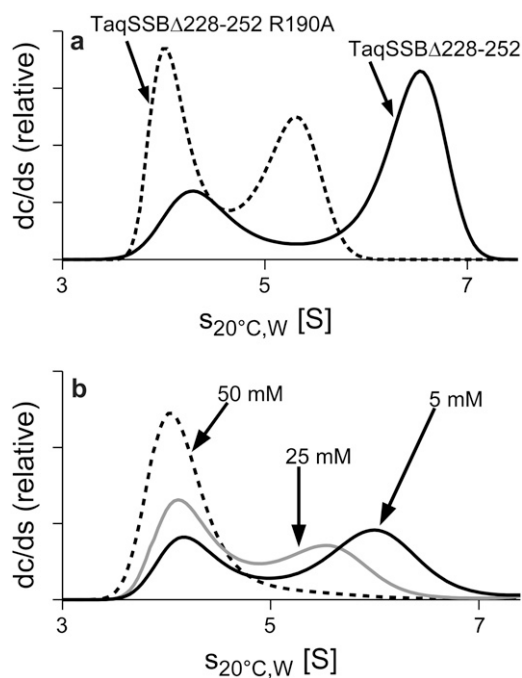 a
TaqSSBΔ228-252 R190A
TaqSSBΔ228-252
dc/ds (relative)
3
5
7
s20°C,W [S]
b
50 mM
5 mM
25 mM
dc/ds (relative)
3
5
7
s20°C,W [S]